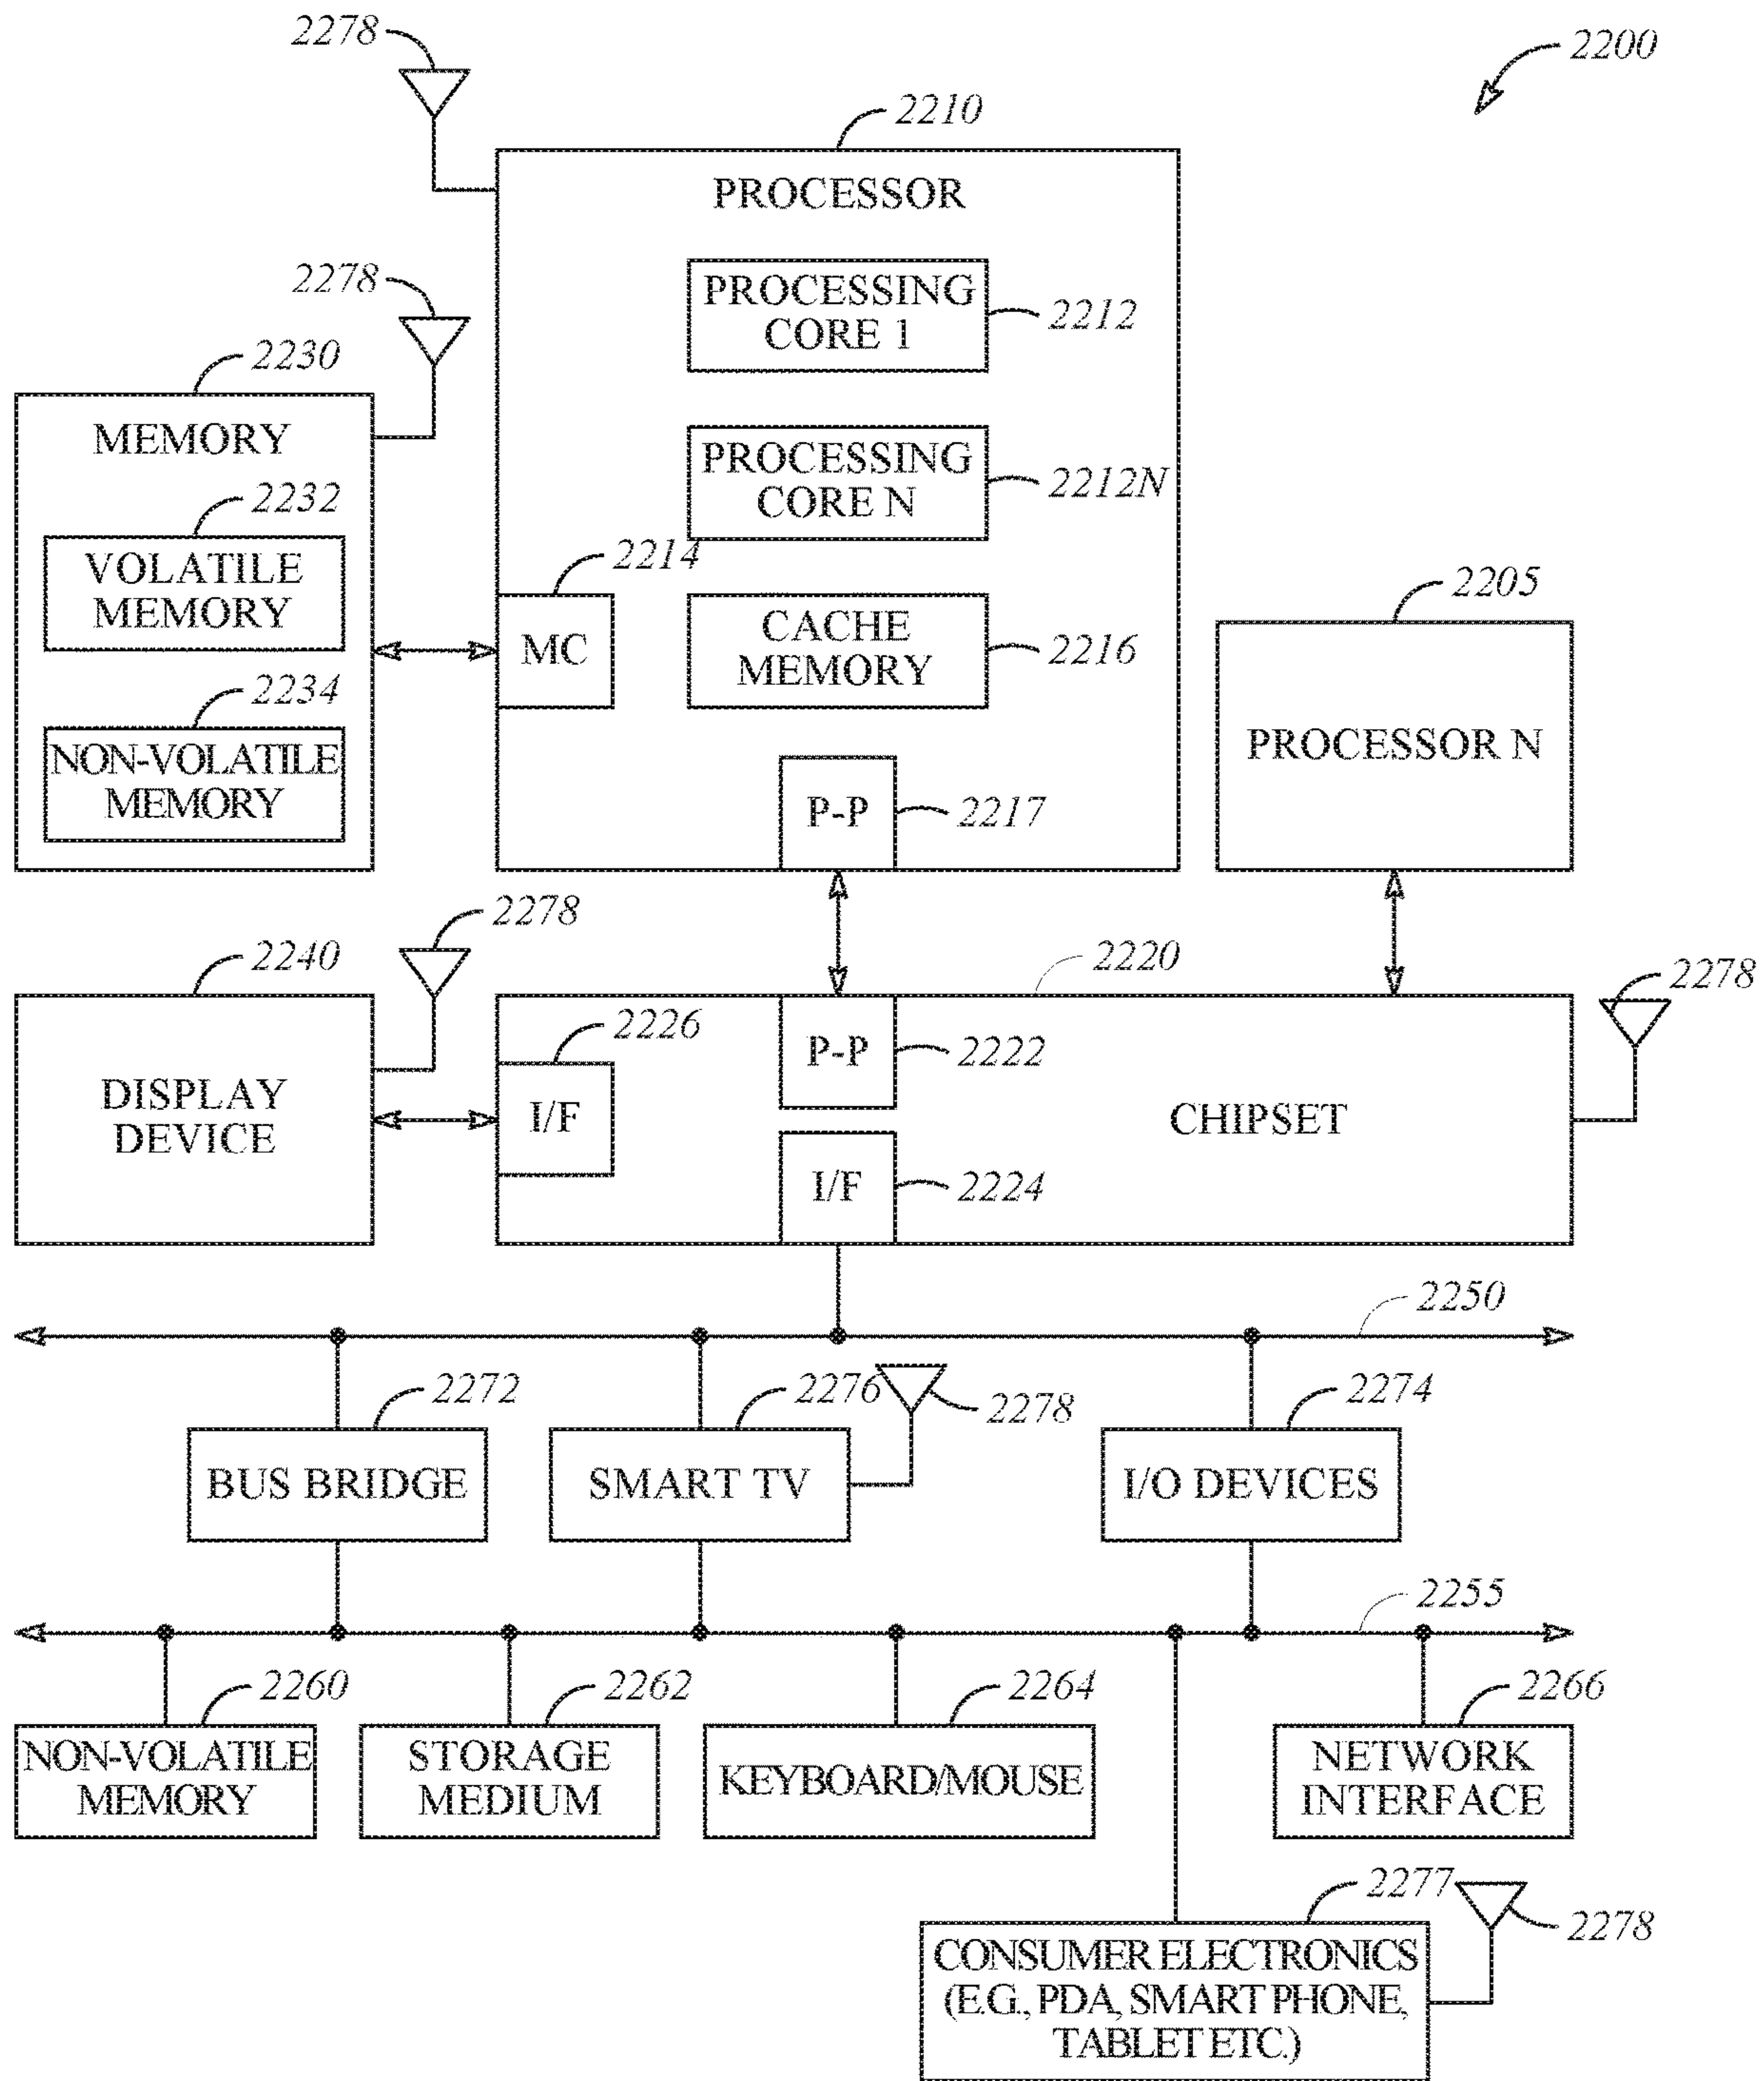 2278
2200
2210
PROCESSOR
PROCESSING
CORE 1
2212
2278
2230
MEMORY
PROCESSING
CORE N
2212N
2232
VOLATILE
MEMORY
2214
MC
CACHE
MEMORY
2216
2205
PROCESSOR N
2234
NON-VOLATILE
MEMORY
P-P
2217
2278
2240
DISPLAY
DEVICE
2220
2226
I/F
P-P
2222
CHIPSET
2278
I/F
2224
2250
2272
BUS BRIDGE
2276
SMART TV
2278
2274
I/O DEVICES
2255
2260
NON-VOLATILE
MEMORY
2262
STORAGE
MEDIUM
2264
KEYBOARD/MOUSE
2266
NETWORK
INTERFACE
2277
CONSUMER ELECTRONICS
(E.G., PDA, SMART PHONE,
TABLET ETC.)
2278